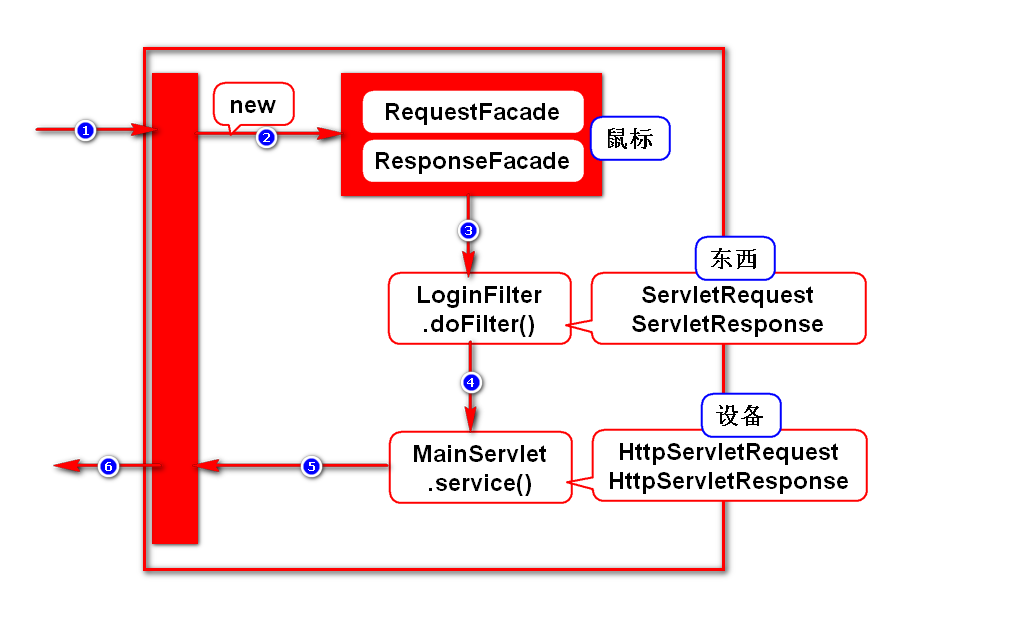 new
1
2
RequestFacade
ResponseFacade
鼠标
3
东西
LoginFilter
.doFilter()
ServletRequest
ServletResponse
4
设备
MainServlet
.service()
HttpServletRequest
HttpServletResponse
5
6